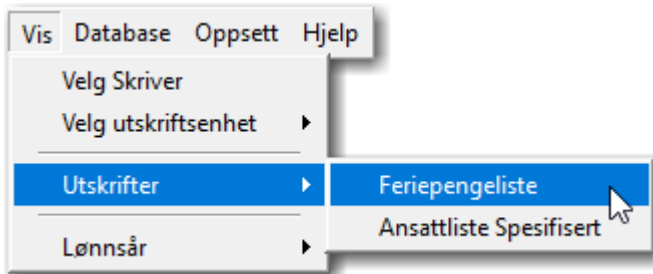 Vis Database Oppsett Hjelp
Velg Skriver
Velg utskriftsenhet
Utskrifter
Feriepengeliste
Ansattliste Spesifisert
Lønnsår